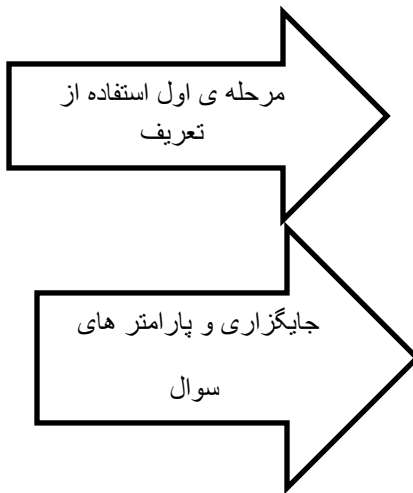 مرحله ی اول استفاده از
تعریف
جایگزاری و پارامتر های
سوال